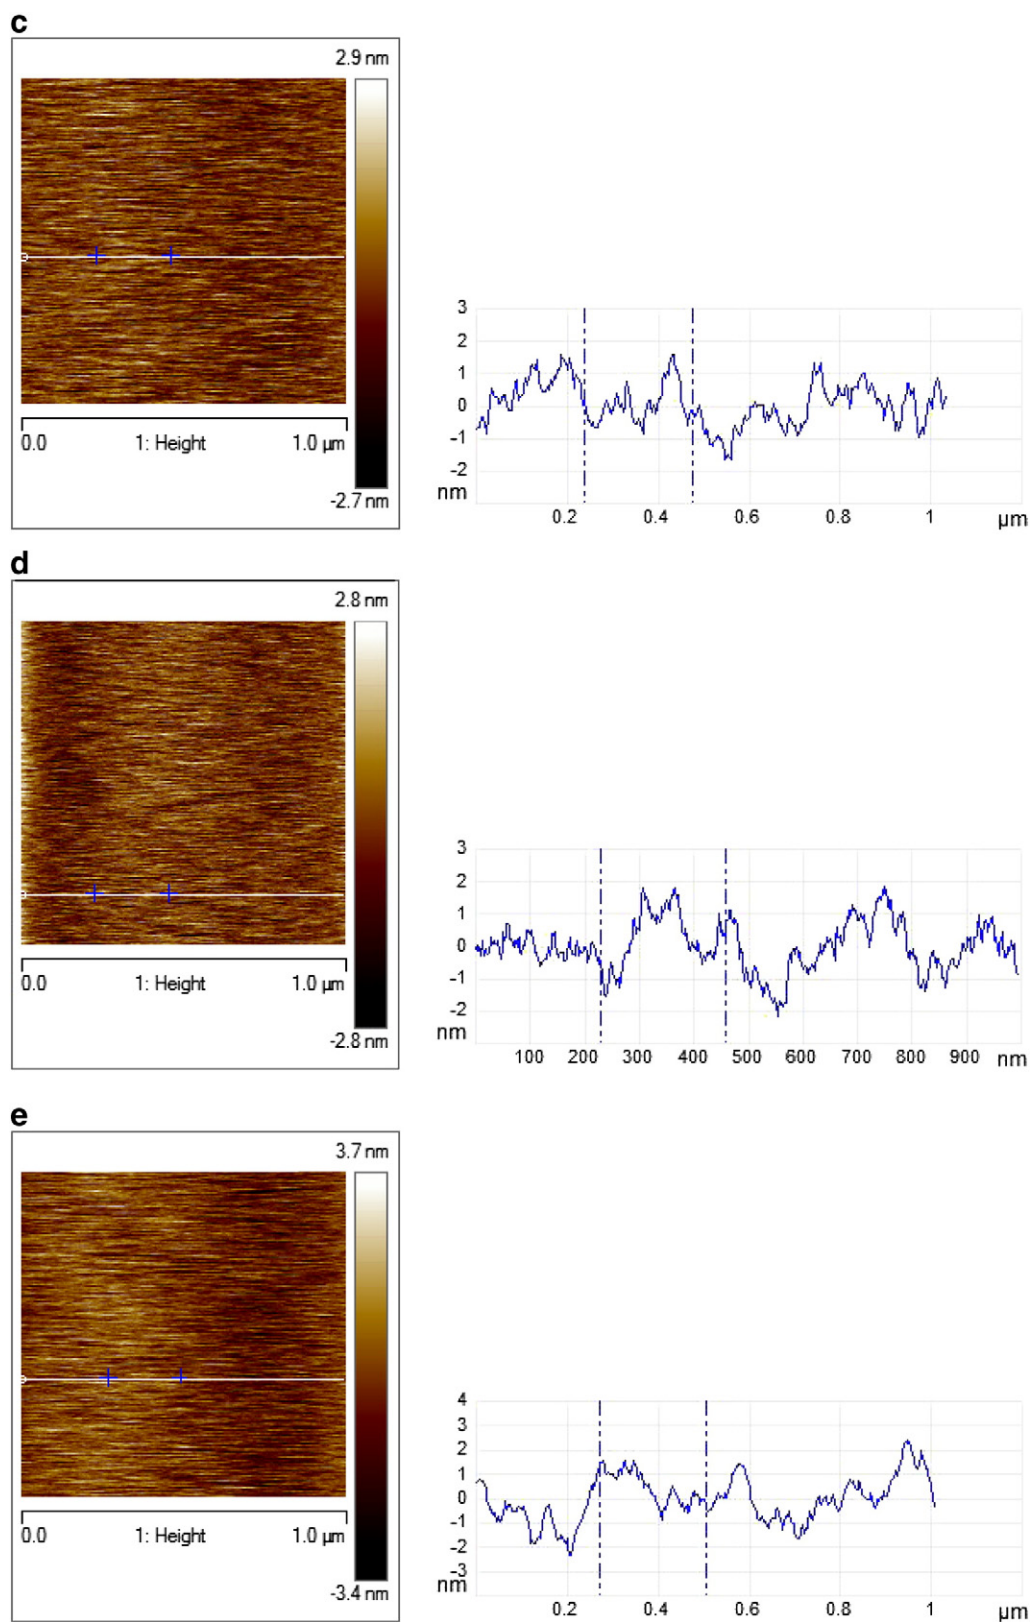 c
2.9 nm
-2.7 nm
0.0 1: Height 1.0 µm
3
2
1
0
-1
-2
nm
0.2 0.4 0.6 0.8 1 µm
d
2.8 nm
-2.8 nm
0.0 1: Height 1.0 µm
3
2
1
0
-1
-2
nm
100 200 300 400 500 600 700 800 900 nm
e
3.7 nm
-3.4 nm
0.0 1: Height 1.0 µm
4
3
2
1
0
-1
-2
-3
nm
0.2 0.4 0.6 0.8 1 µm